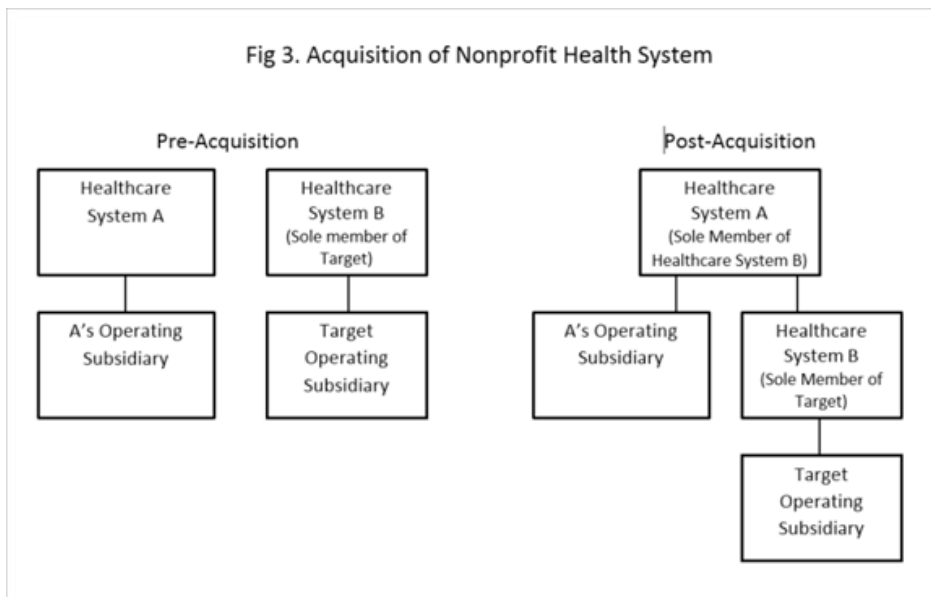 Fig 3. Acquisition of Nonprofit Health System
Pre-Acquisition
Healthcare
System A
Healthcare
System B
(Sole member of
Target)
A's Operating
Subsidiary
Target
Operating
Subsidiary
Post-Acquisition
Healthcare
System A
(Sole Member of
Healthcare System B)
A's Operating
Subsidiary
Healthcare
System B
(Sole Member of
Target)
Target
Operating
Subsidiary